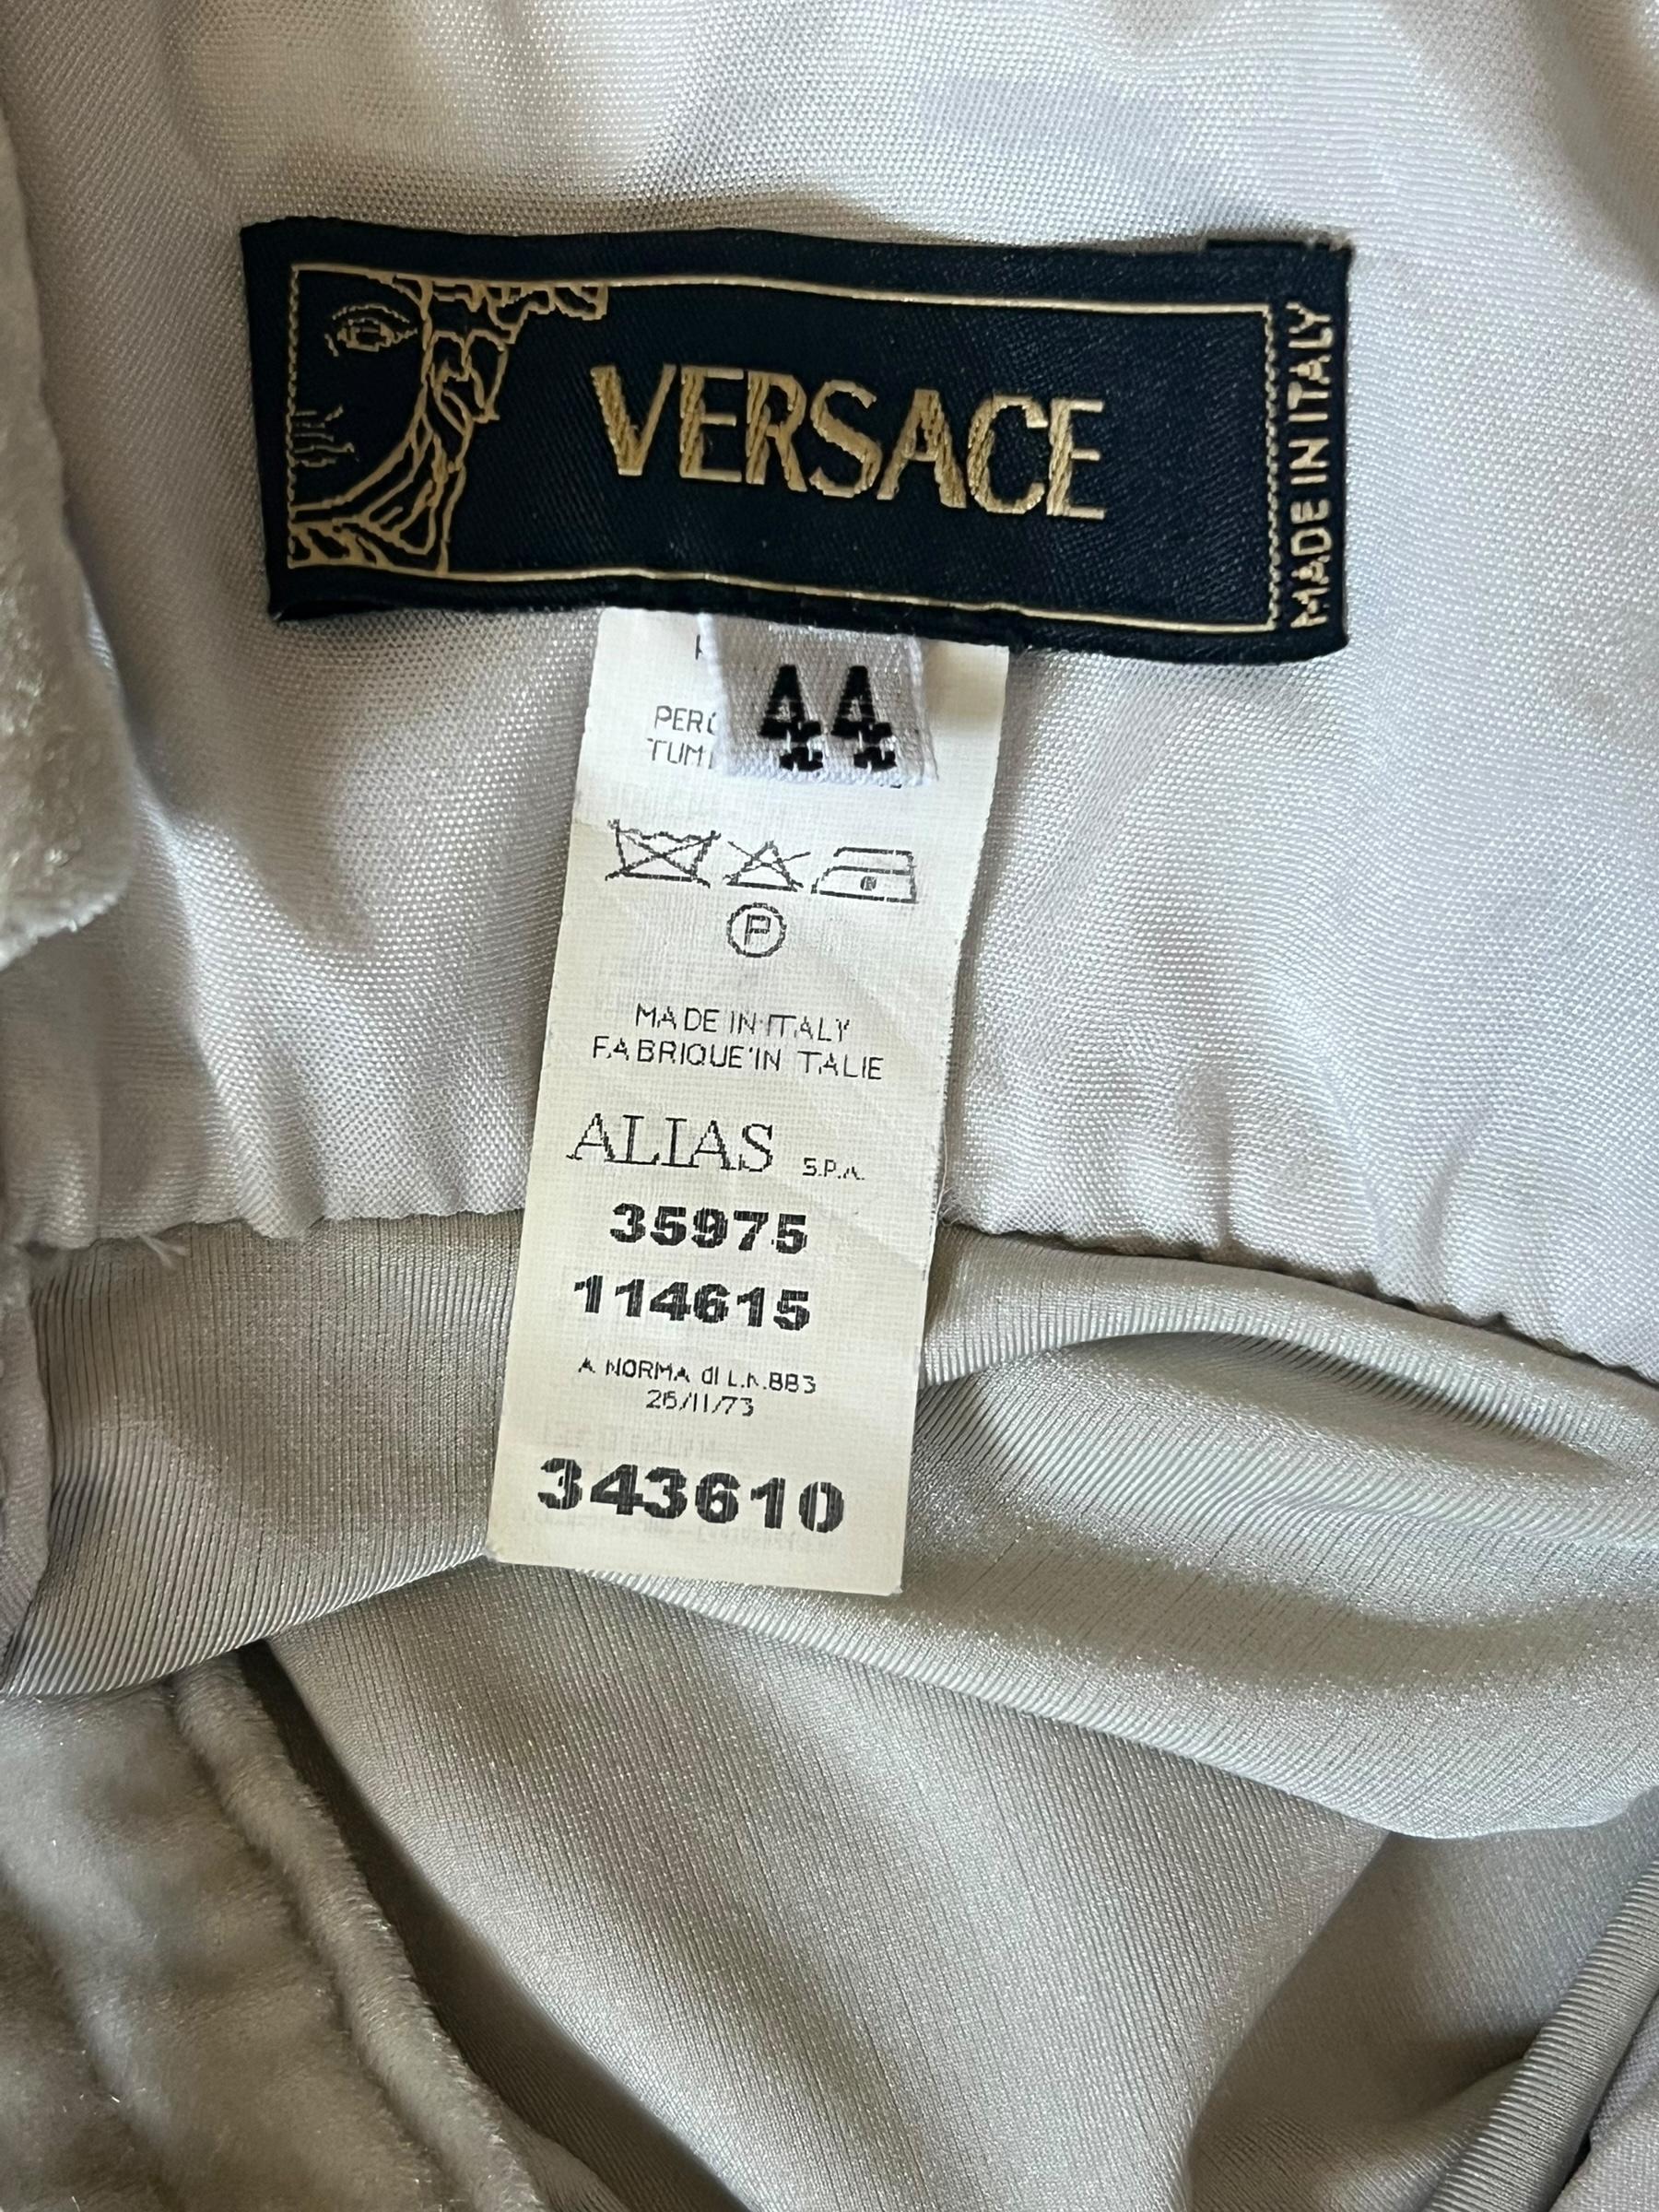 VERSACE
MADE IN ITALY
44
P
MADE IN ITALY
FABRIQUE'IN TALIE
ALIAS S.P.A.
35975
114615
A NORMA di L.N.883
26/11/73
343610